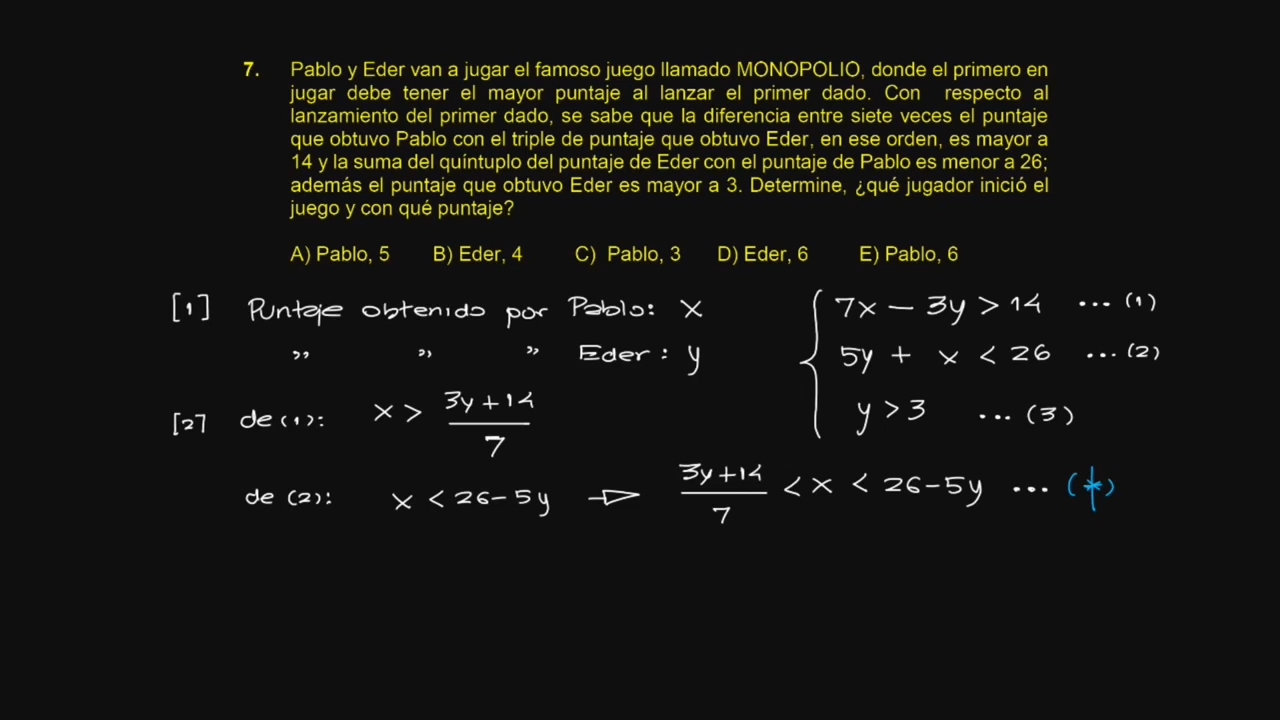 7. Pablo y Eder van a jugar el famoso juego llamado MONOPOLIO, donde el primero en
jugar debe tener el mayor puntaje al lanzar el primer dado. Con respecto al
lanzamiento del primer dado, se sabe que la diferencia entre siete veces el puntaje
que obtuvo Pablo con el triple de puntaje que obtuvo Eder, en ese orden, es mayor a
14 y la suma del quíntuplo del puntaje de Eder con el puntaje de Pablo es menor a 26;
además el puntaje que obtuvo Eder es mayor a 3. Determine, ¿qué jugador inició el
juego y con qué puntaje?
A) Pablo, 5 B) Eder, 4 C) Pablo, 3 D) Eder, 6 E) Pablo, 6
[1] Puntaje obtenido por Pablo: x
" " " Eder: y
7x - 3y > 14 ... (1)
5y + x < 26 ... (2)
y > 3 ... (3)
[2] de (1): x > (3y + 14)/7
de (2): x < 26 - 5y ⇒ (3y + 14)/7 < x < 26 - 5y ... (*)